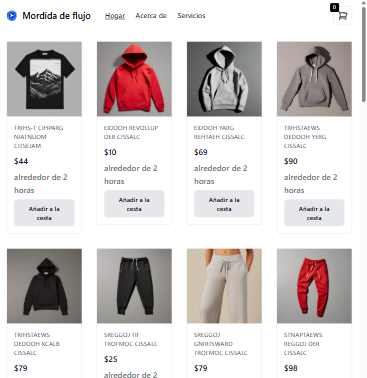 Mordida de flujo
Hogar
Acerca de
Servicios
0
TRIHS-T CIHPARG
NIATNUOM
CITSEJAM
$44
alrededor de 2
horas
Añadir a la
cesta
EIDOOH REVOLLUP
DER CISSALC
$10
alrededor de 2
horas
Añadir a la
cesta
EIDOOH YARG
REHTAEH CISSALC
$69
alrededor de 2
horas
Añadir a la
cesta
TRIHSTAEWS
DEDOOH YERG
CISSALC
$90
alrededor de 2
horas
Añadir a la
cesta
TRIHSTAEWS
DEDOOH KCALB
CISSALC
$79
SREGGOJ TIF
TROFMOC CISSALC
$25
alrededor de 2
SREGGOJ
GNIRTSWARD
TROFMOC CISSALC
$79
STNAPTAEWS
REGGOJ DER
CISSALC
$98